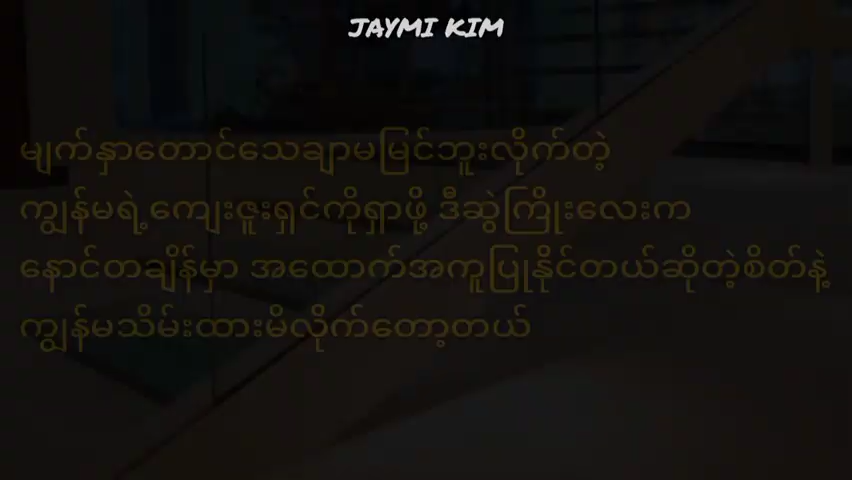 JAYMI KIM
မျက်နှာတောင်သေချာမမြင်ဘူးလိုက်တဲ့
ကျွန်မရဲ့ကျေးဇူးရှင်ကိုရှာဖို့ ဒီဆွဲကြိုးလေးက
နောင်တချိန်မှာ အထောက်အကူပြုနိုင်တယ်ဆိုတဲ့စိတ်နဲ့
ကျွန်မသိမ်းထားမိလိုက်တော့တယ်